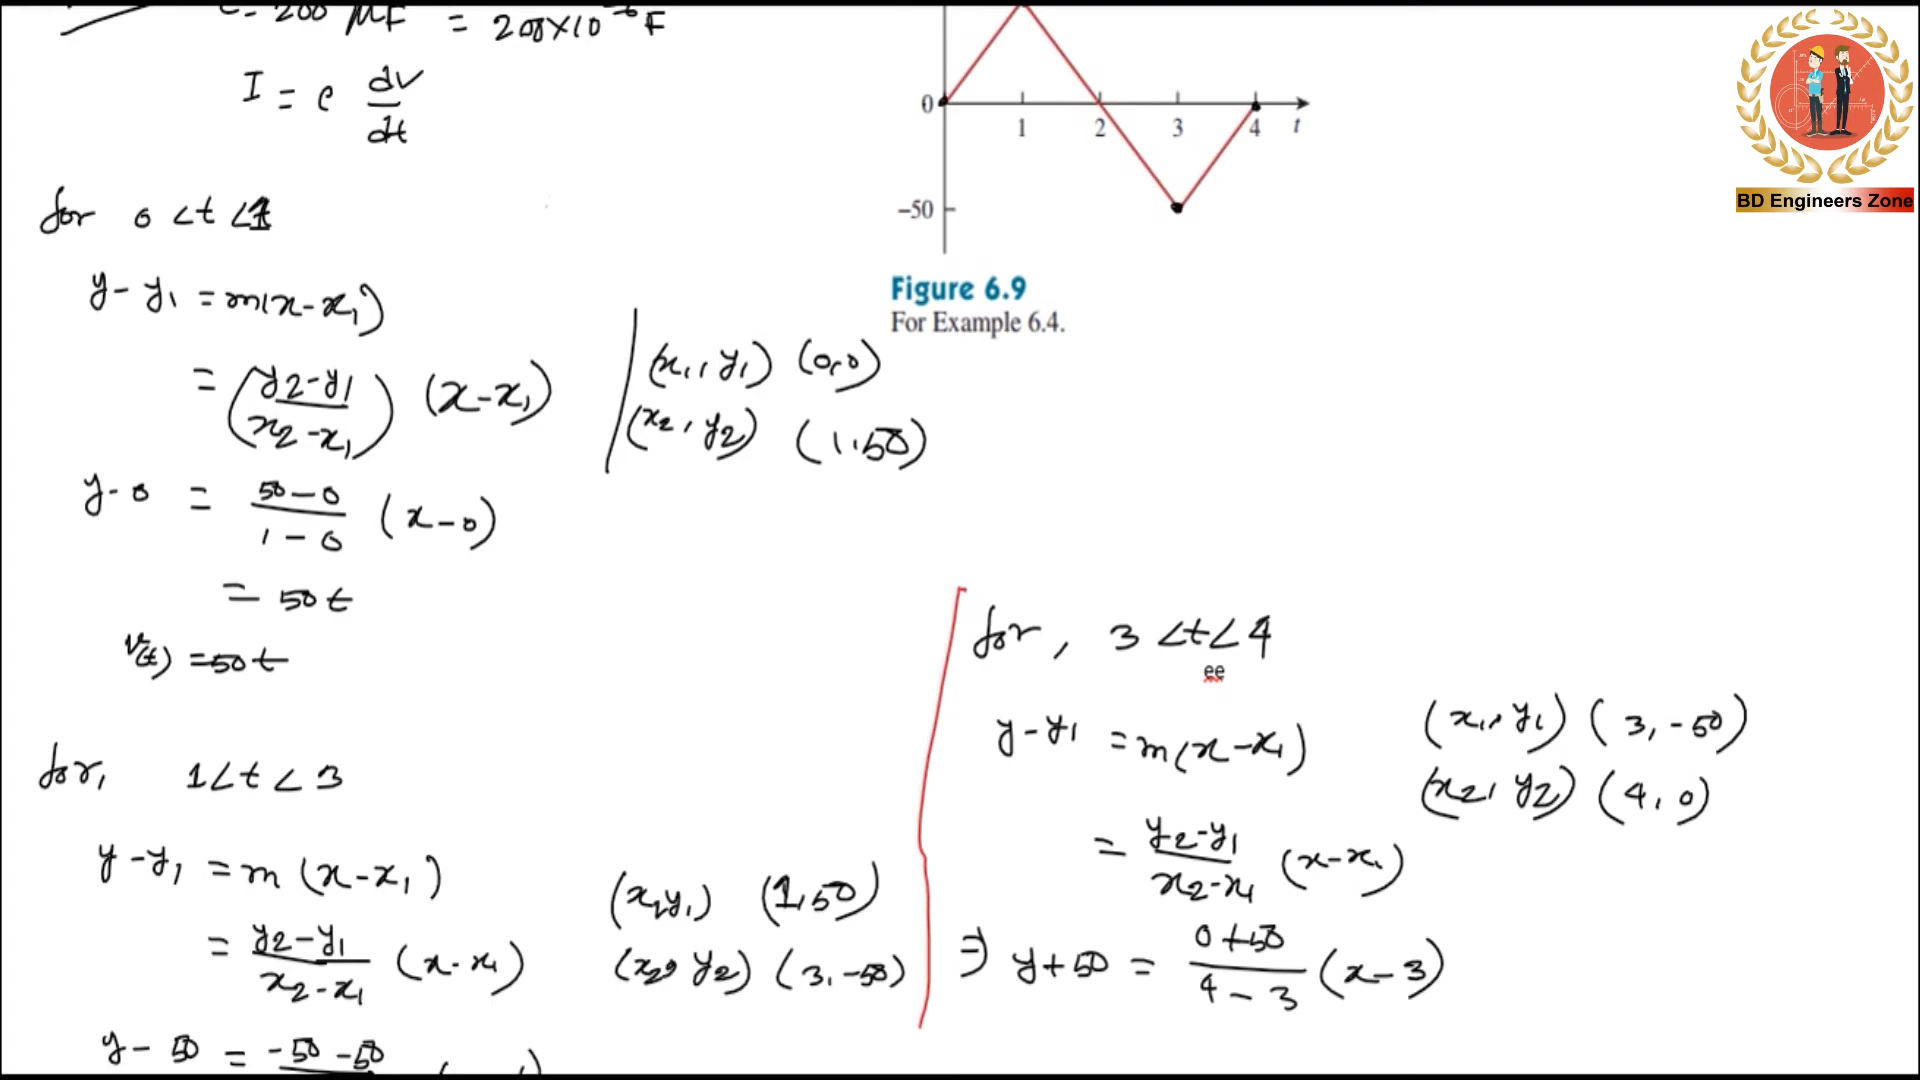 C = 200 μF = 200×10⁻⁶ F
I = C dv/dt
for 0 <t <1
y - y₁ = m(x - x₁)
= (y2-y1/x2-x1) (x-x₁)
(x₁, y₁) (0,0)
(x2, y2) (1,50)
y-0 = 50-0/1-0 (x-0)
= 50t
V(t) = 50t
for, 1<t<3
y-y₁ = m (x-x₁)
= y2-y1/x2-x1 (x-x1)
(x₁y₁) (1,50)
(x2, y2) (3,-50)
y-50 = -50-50
0
1
2
3
4
t
-50
Figure 6.9
For Example 6.4.
for, 3 <t<4
ee
y-y1 = m(x-x1)
(x₁, y₁) (3,-50)
(x2, y2) (4,0)
= y2-y1/x2-x1 (x-x1)
⇒ y+50 = 0+50/4-3 (x-3)
BD Engineers Zone